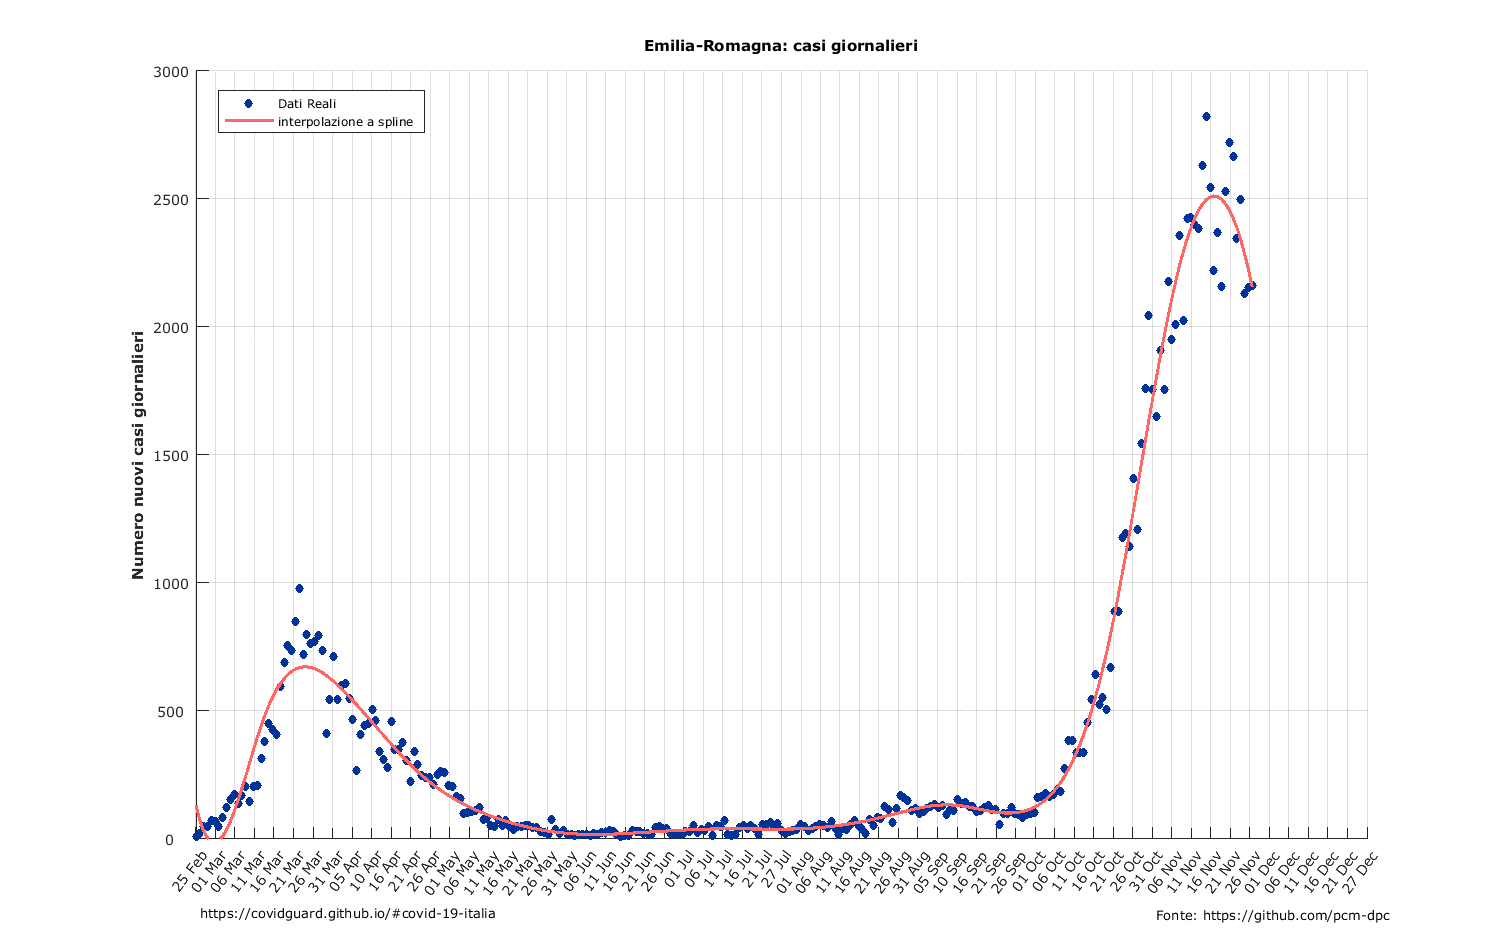 Emilia-Romagna: casi giornalieri
3000
2500
2000
1500
1000
500
0
Dati Reali
interpolazione a spline
Numero nuovi casi giornalieri
25 Feb
01 Mar
06 Mar
11 Mar
16 Mar
21 Mar
26 Mar
31 Mar
05 Apr
10 Apr
16 Apr
21 Apr
26 Apr
01 May
06 May
11 May
16 May
21 May
26 May
31 May
06 Jun
11 Jun
16 Jun
21 Jun
26 Jun
01 Jul
06 Jul
11 Jul
16 Jul
21 Jul
27 Jul
01 Aug
06 Aug
11 Aug
16 Aug
21 Aug
26 Aug
31 Aug
05 Sep
10 Sep
16 Sep
21 Sep
26 Sep
01 Oct
06 Oct
11 Oct
16 Oct
21 Oct
26 Oct
31 Oct
06 Nov
11 Nov
16 Nov
21 Nov
26 Nov
01 Dec
06 Dec
11 Dec
16 Dec
21 Dec
27 Dec
https://covidguard.github.io/#covid-19-italia
Fonte: https://github.com/pcm-dpc